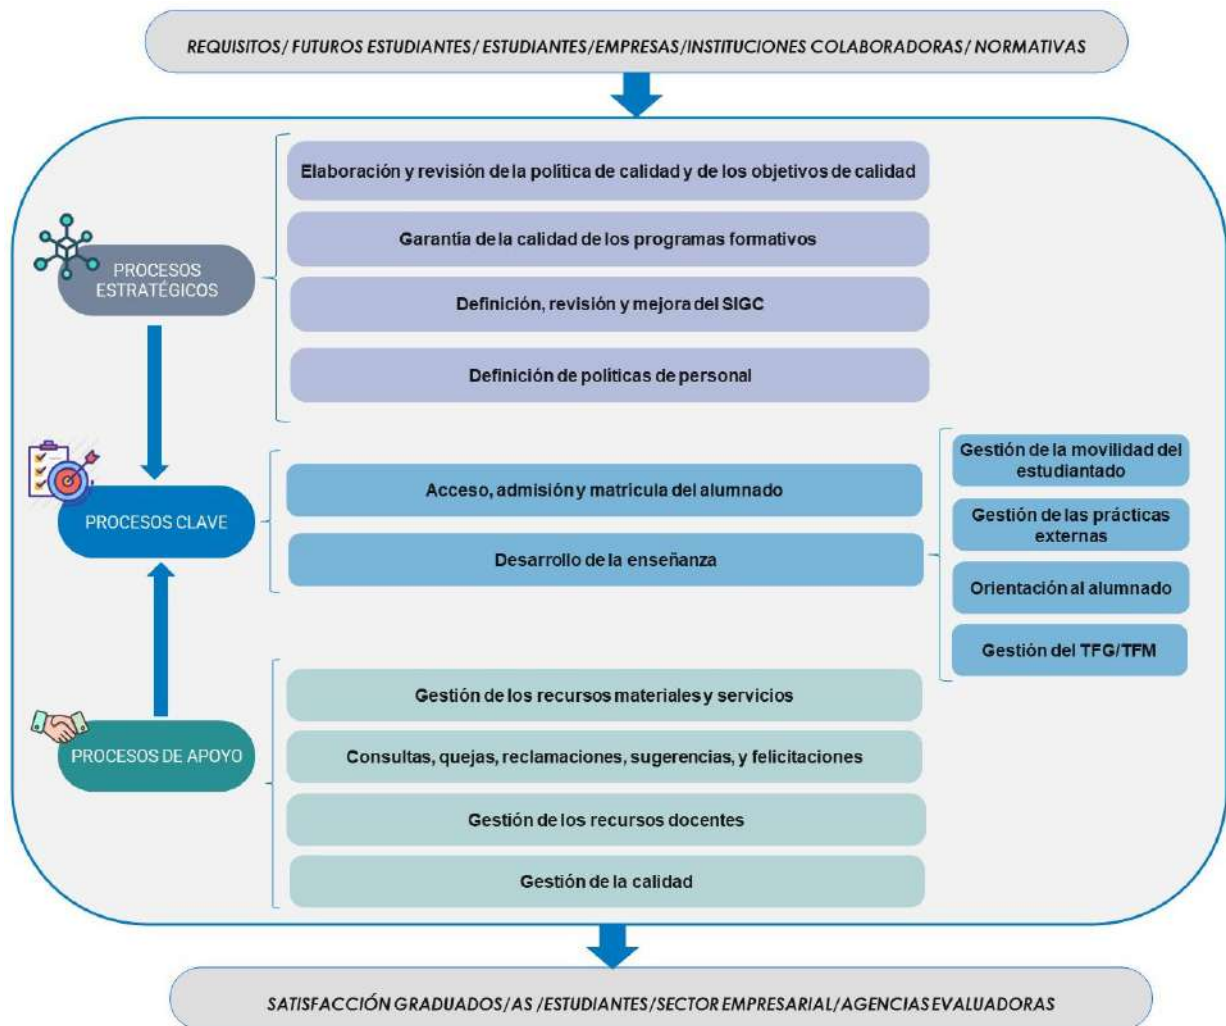 REQUISITOS/ FUTUROS ESTUDIANTES/ ESTUDIANTES/EMPRESAS/INSTITUCIONES COLABORADORAS/ NORMATIVAS
PROCESOS
ESTRATÉGICOS
Elaboración y revisión de la política de calidad y de los objetivos de calidad
Garantía de la calidad de los programas formativos
Definición, revisión y mejora del SIGC
Definición de políticas de personal
PROCESOS CLAVE
Acceso, admisión y matrícula del alumnado
Desarrollo de la enseñanza
Gestión de la movilidad del
estudiantado
Gestión de las prácticas
externas
Orientación al alumnado
Gestión del TFG/TFM
PROCESOS DE APOYO
Gestión de los recursos materiales y servicios
Consultas, quejas, reclamaciones, sugerencias, y felicitaciones
Gestión de los recursos docentes
Gestión de la calidad
SATISFACCIÓN GRADUADOS/AS /ESTUDIANTES/SECTOR EMPRESARIAL/AGENCIAS EVALUADORAS